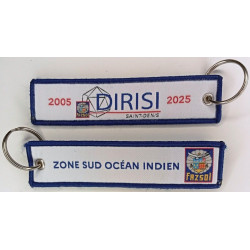 2005 DIRISI 2025
SAINT-DENIS
ZONE SUD OCÉAN INDIEN
FAZSOI